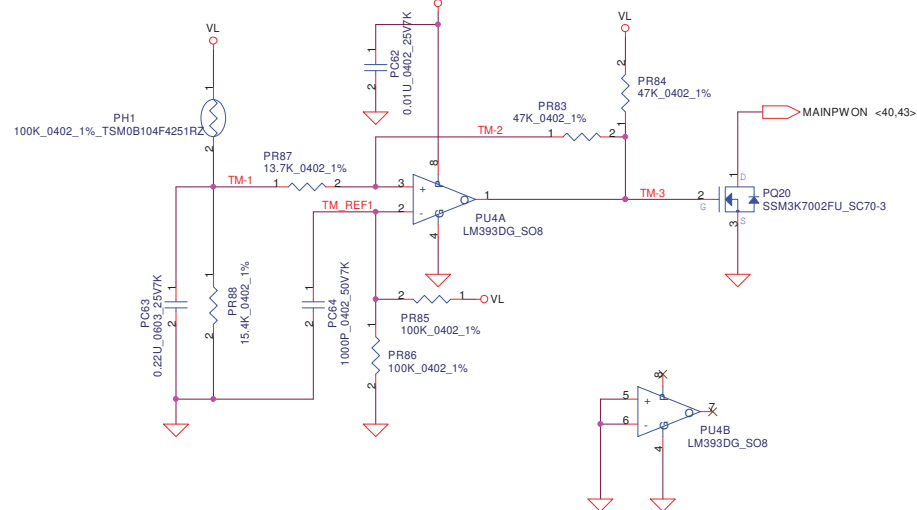 VL
1
PH1
100K_0402_1%_TSM0B104F4251RZ
2
1
PC62
0.01U_0402_25V7K
2
VL
2
PR84
47K_0402_1%
1
PR83
47K_0402_1%
1 2
TM-2
MAINPWON <40,43>
PR87
13.7K_0402_1%
TM-1
1 2
8
3
+
P
O
1
TM_REF1
2
-
G
4
PU4A
LM393DG_SO8
TM-3
2
G
1
D
S
3
PQ20
SSM3K7002FU_SC70-3
1
PC63
0.22U_0603_25V7K
2
1
PR88
15.4K_0402_1%
2
1
PC64
1000P_0402_50V7K
2
2 1
VL
PR85
100K_0402_1%
1
PR86
100K_0402_1%
2
8
5
+
P
O
7
6
-
G
4
PU4B
LM393DG_SO8